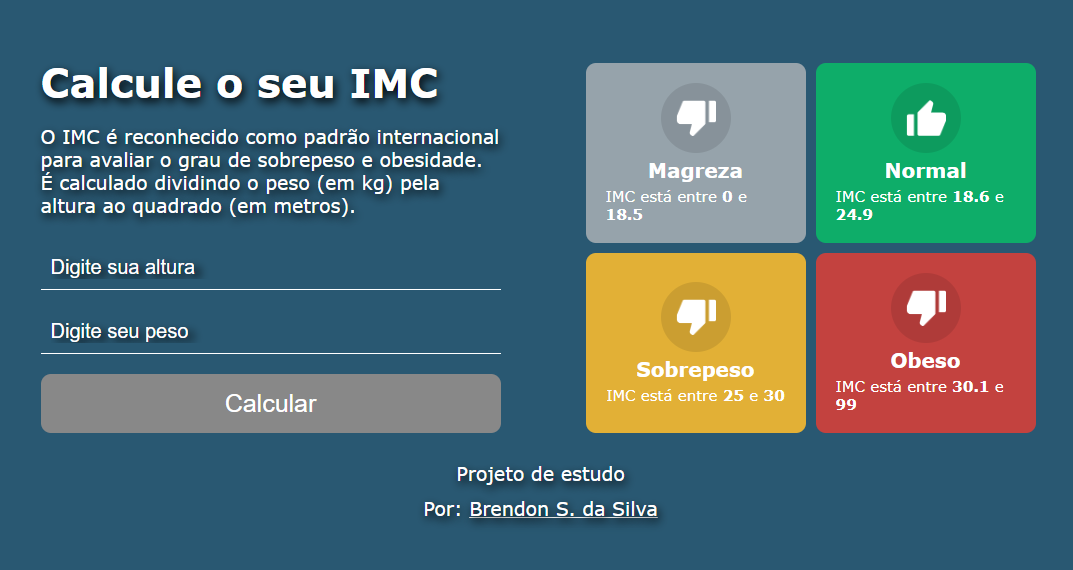 Calcule o seu IMC
O IMC é reconhecido como padrão internacional
para avaliar o grau de sobrepeso e obesidade.
É calculado dividindo o peso (em kg) pela
altura ao quadrado (em metros).
Digite sua altura
Digite seu peso
Calcular
Magreza
IMC está entre 0 e
18.5
Normal
IMC está entre 18.6 e
24.9
Sobrepeso
IMC está entre 25 e 30
Obeso
IMC está entre 30.1 e
99
Projeto de estudo
Por: Brendon S. da Silva